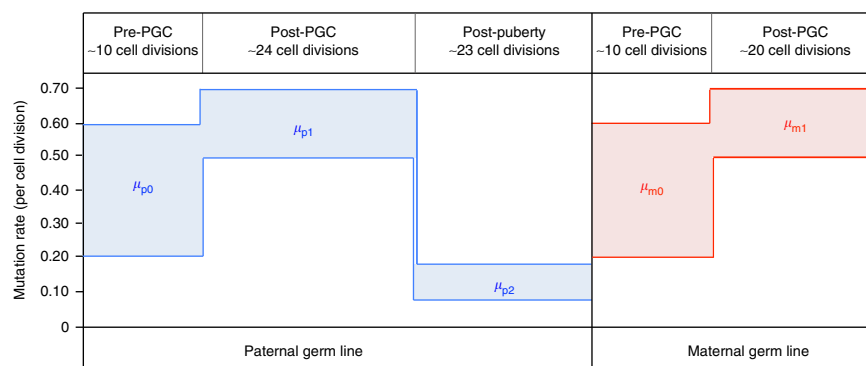 Pre-PGC
~10 cell divisions
Post-PGC
~24 cell divisions
Post-puberty
~23 cell divisions
Pre-PGC
~10 cell divisions
Post-PGC
~20 cell divisions
Mutation rate (per cell division)
0.70
0.60
0.50
0.40
0.30
0.20
0.10
0
μp0
μp1
μp2
μm0
μm1
Paternal germ line
Maternal germ line